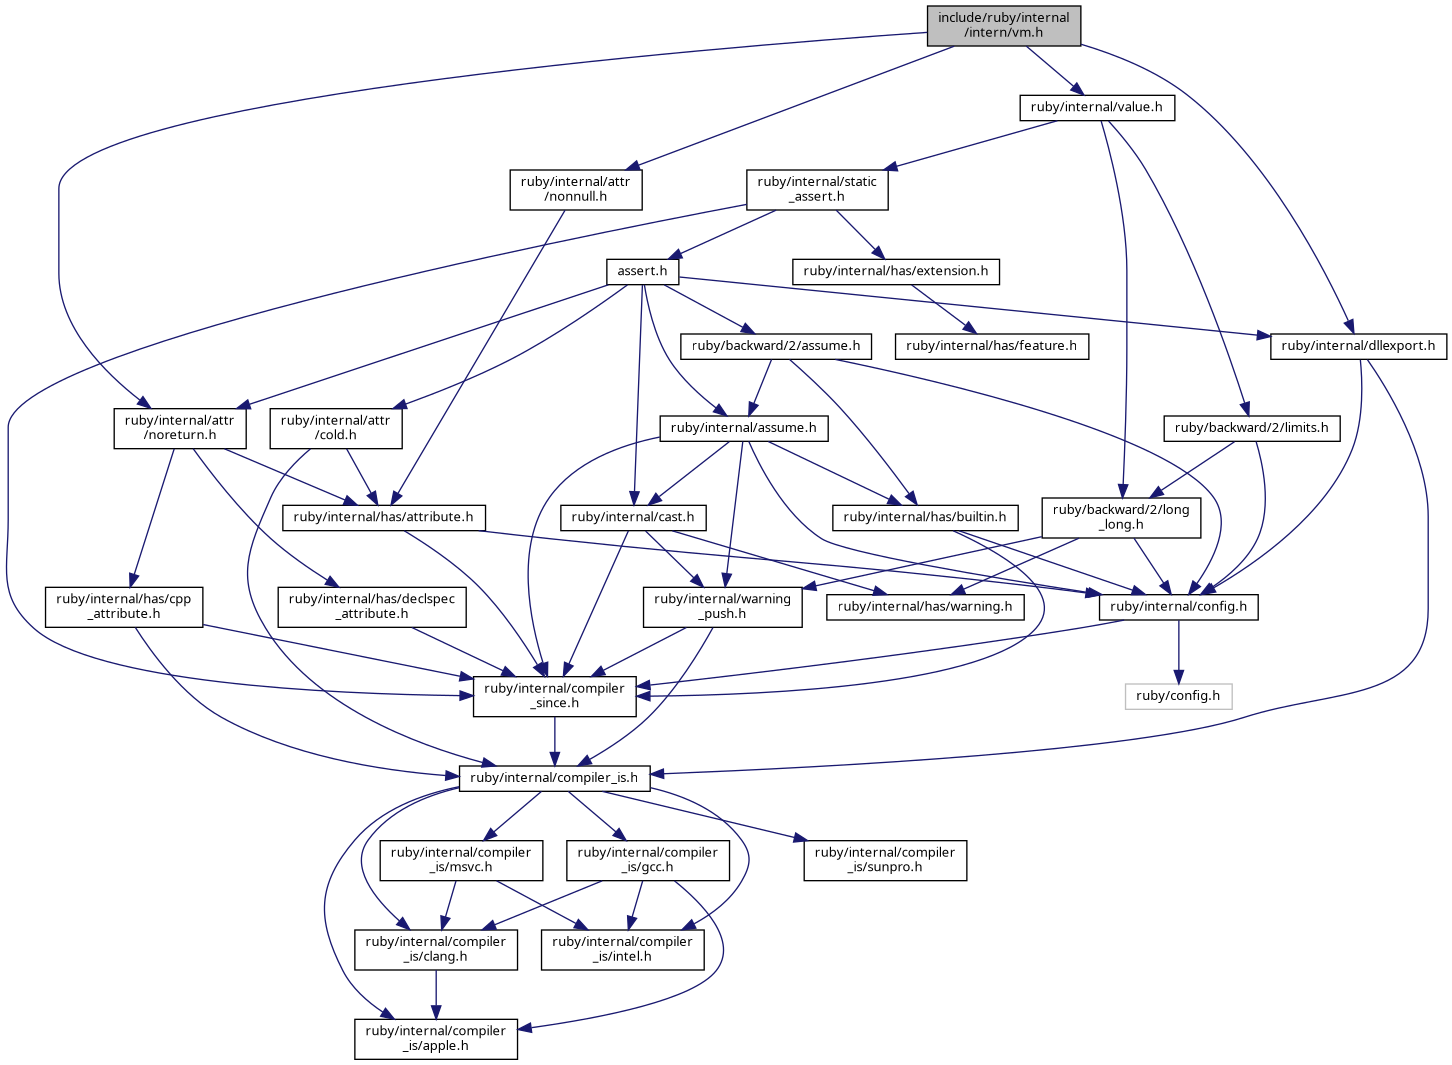 include/ruby/internal
/intern/vm.h
ruby/internal/value.h
ruby/internal/attr
/nonnull.h
ruby/internal/static
_assert.h
assert.h
ruby/internal/has/extension.h
ruby/backward/2/assume.h
ruby/internal/has/feature.h
ruby/internal/dllexport.h
ruby/internal/attr
/noreturn.h
ruby/internal/attr
/cold.h
ruby/internal/assume.h
ruby/backward/2/limits.h
ruby/internal/has/attribute.h
ruby/internal/cast.h
ruby/internal/has/builtin.h
ruby/backward/2/long
_long.h
ruby/internal/has/cpp
_attribute.h
ruby/internal/has/declspec
_attribute.h
ruby/internal/warning
_push.h
ruby/internal/has/warning.h
ruby/internal/config.h
ruby/internal/compiler
_since.h
ruby/config.h
ruby/internal/compiler_is.h
ruby/internal/compiler
_is/msvc.h
ruby/internal/compiler
_is/gcc.h
ruby/internal/compiler
_is/sunpro.h
ruby/internal/compiler
_is/clang.h
ruby/internal/compiler
_is/intel.h
ruby/internal/compiler
_is/apple.h